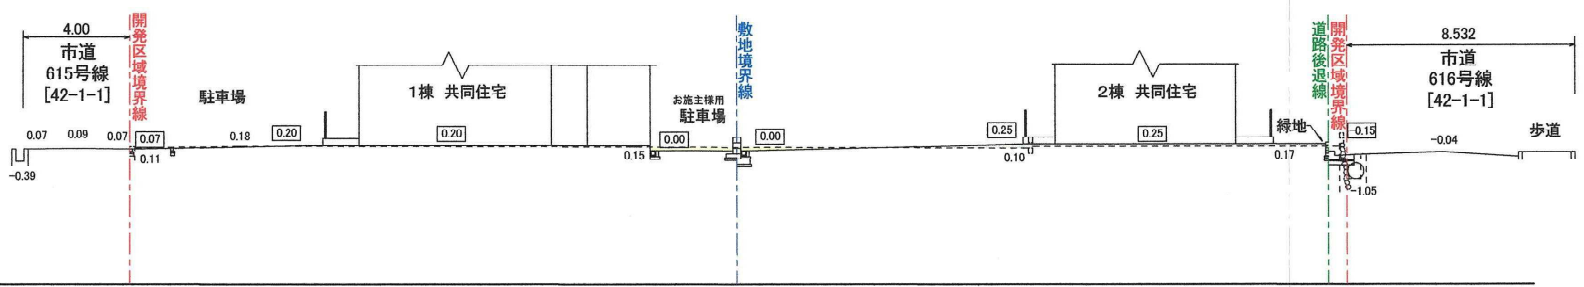 4.00
市道
615号線
[42-1-1]
開発区域境界線
駐車場
1棟 共同住宅
お施主様用
駐車場
敷地境界線
2棟 共同住宅
緑地
道路後退線
開発区域境界線
8.532
市道
616号線
[42-1-1]
歩道
0.07
0.09
0.07
0.07
0.11
0.18
0.20
0.20
0.15
0.00
0.00
0.25
0.10
0.25
0.17
-0.15
-0.04
-0.39
-1.05